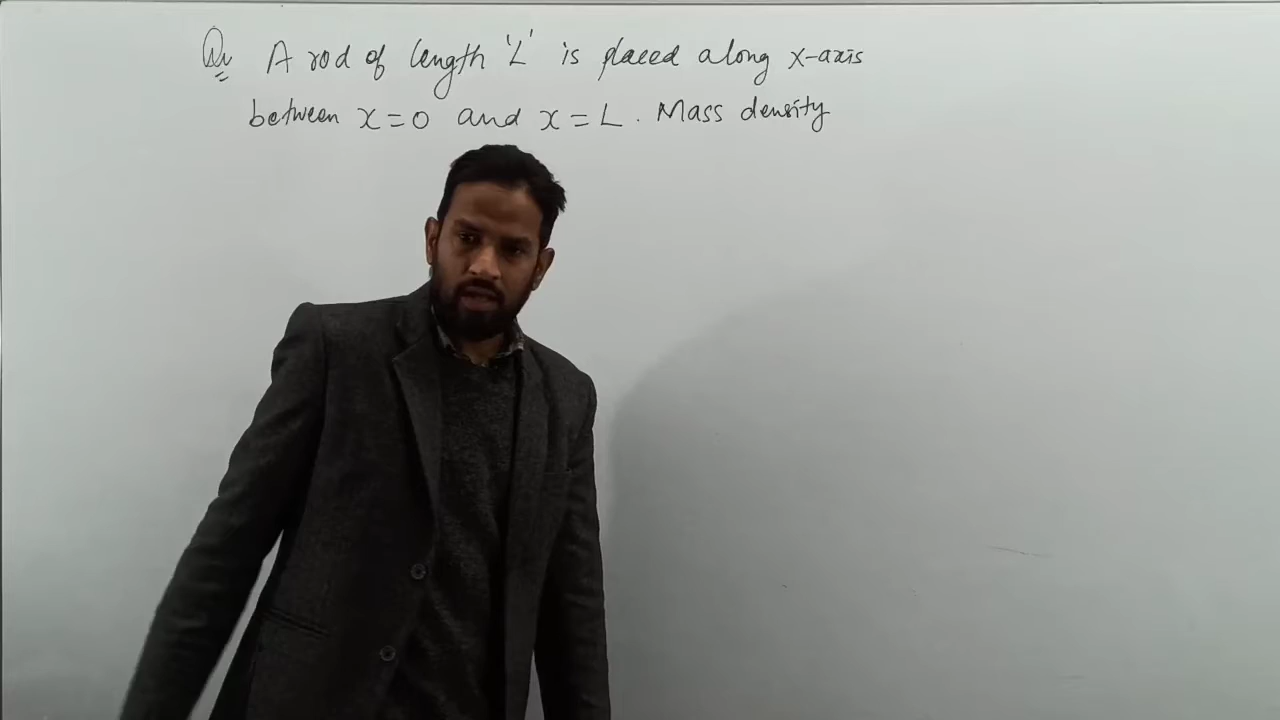 Qu A rod of length 'L' is placed along x-axis
between x=0 and x=L. Mass density